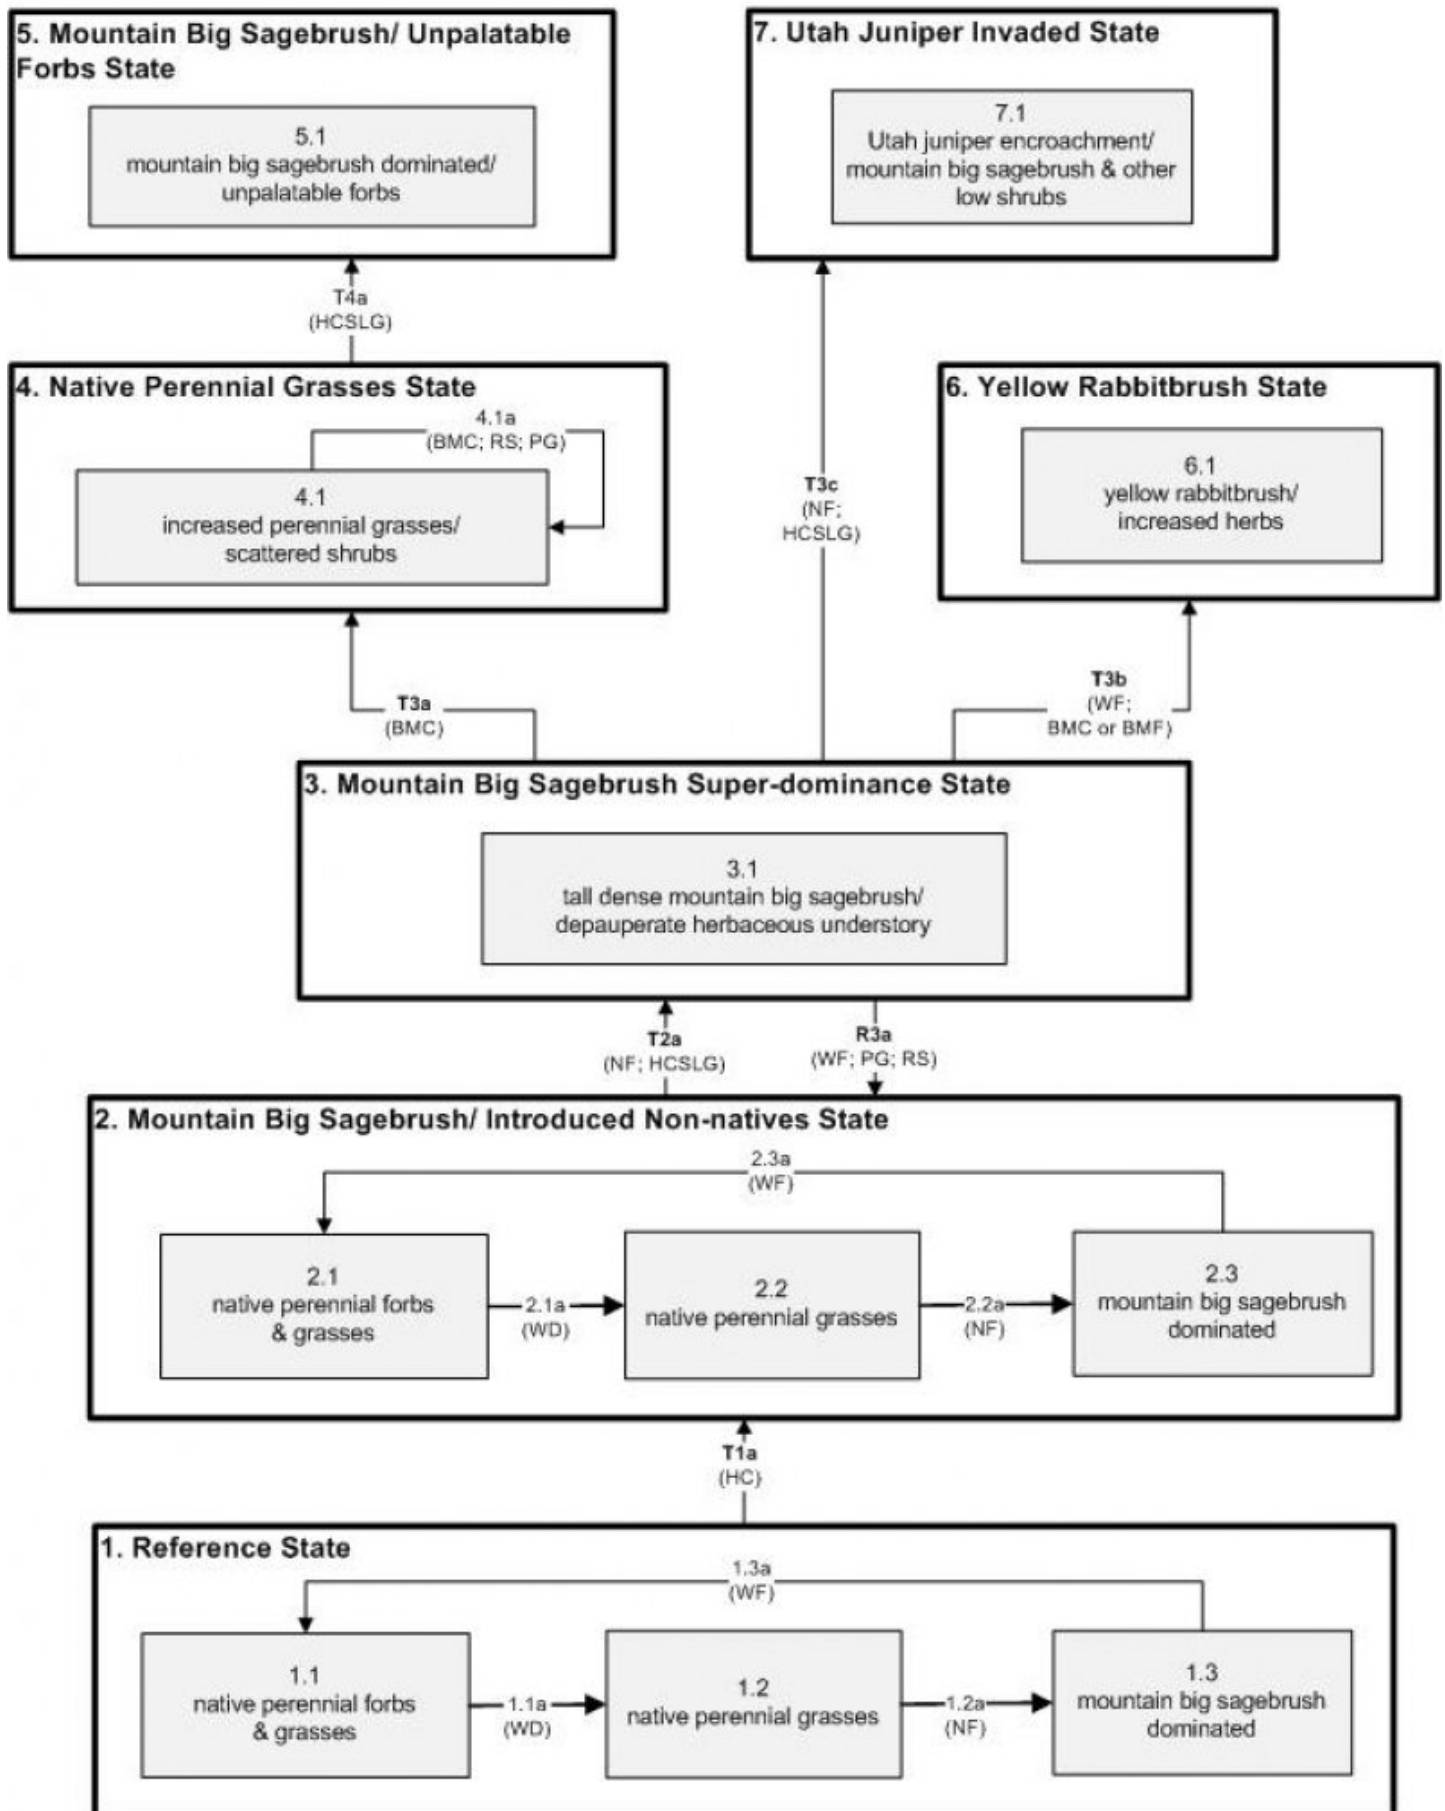 5. Mountain Big Sagebrush/ Unpalatable
Forbs State
5.1
mountain big sagebrush dominated/
unpalatable forbs
7. Utah Juniper Invaded State
7.1
Utah juniper encroachment/
mountain big sagebrush & other
low shrubs
T4a
(HCSLG)
4. Native Perennial Grasses State
4.1a
(BMC; RS; PG)
4.1
increased perennial grasses/
scattered shrubs
T3c
(NF;
HCSLG)
6. Yellow Rabbitbrush State
6.1
yellow rabbitbrush/
increased herbs
T3a
(BMC)
T3b
(WF;
BMC or BMF)
3. Mountain Big Sagebrush Super-dominance State
3.1
tall dense mountain big sagebrush/
depauperate herbaceous understory
T2a
(NF; HCSLG)
R3a
(WF; PG; RS)
2. Mountain Big Sagebrush/ Introduced Non-natives State
2.3a
(WF)
2.1
native perennial forbs
& grasses
2.1a
(WD)
2.2
native perennial grasses
2.2a
(NF)
2.3
mountain big sagebrush
dominated
T1a
(HC)
1. Reference State
1.3a
(WF)
1.1
native perennial forbs
& grasses
1.1a
(WD)
1.2
native perennial grasses
1.2a
(NF)
1.3
mountain big sagebrush
dominated